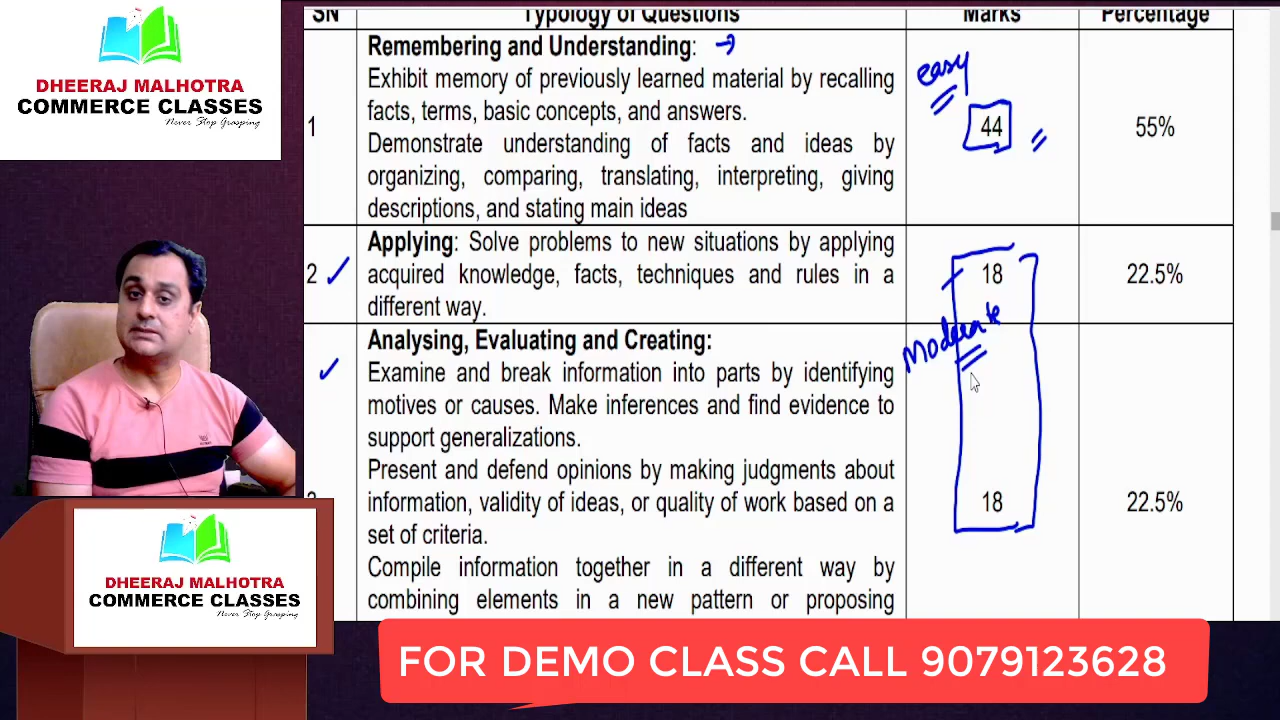 SN
Typology of Questions
Marks
Percentage
DHEERAJ MALHOTRA
COMMERCE CLASSES
Never Stop Grasping
1
Remembering and Understanding:
Exhibit memory of previously learned material by recalling
facts, terms, basic concepts, and answers.
Demonstrate understanding of facts and ideas by
organizing, comparing, translating, interpreting, giving
descriptions, and stating main ideas
easy
44
55%
2
Applying: Solve problems to new situations by applying
acquired knowledge, facts, techniques and rules in a
different way.
18
22.5%
Moderate
Analysing, Evaluating and Creating:
Examine and break information into parts by identifying
motives or causes. Make inferences and find evidence to
support generalizations.
Present and defend opinions by making judgments about
information, validity of ideas, or quality of work based on a
set of criteria.
Compile information together in a different way by
combining elements in a new pattern or proposing
18
22.5%
DHEERAJ MALHOTRA
COMMERCE CLASSES
Never Stop Grasping
FOR DEMO CLASS CALL 9079123628